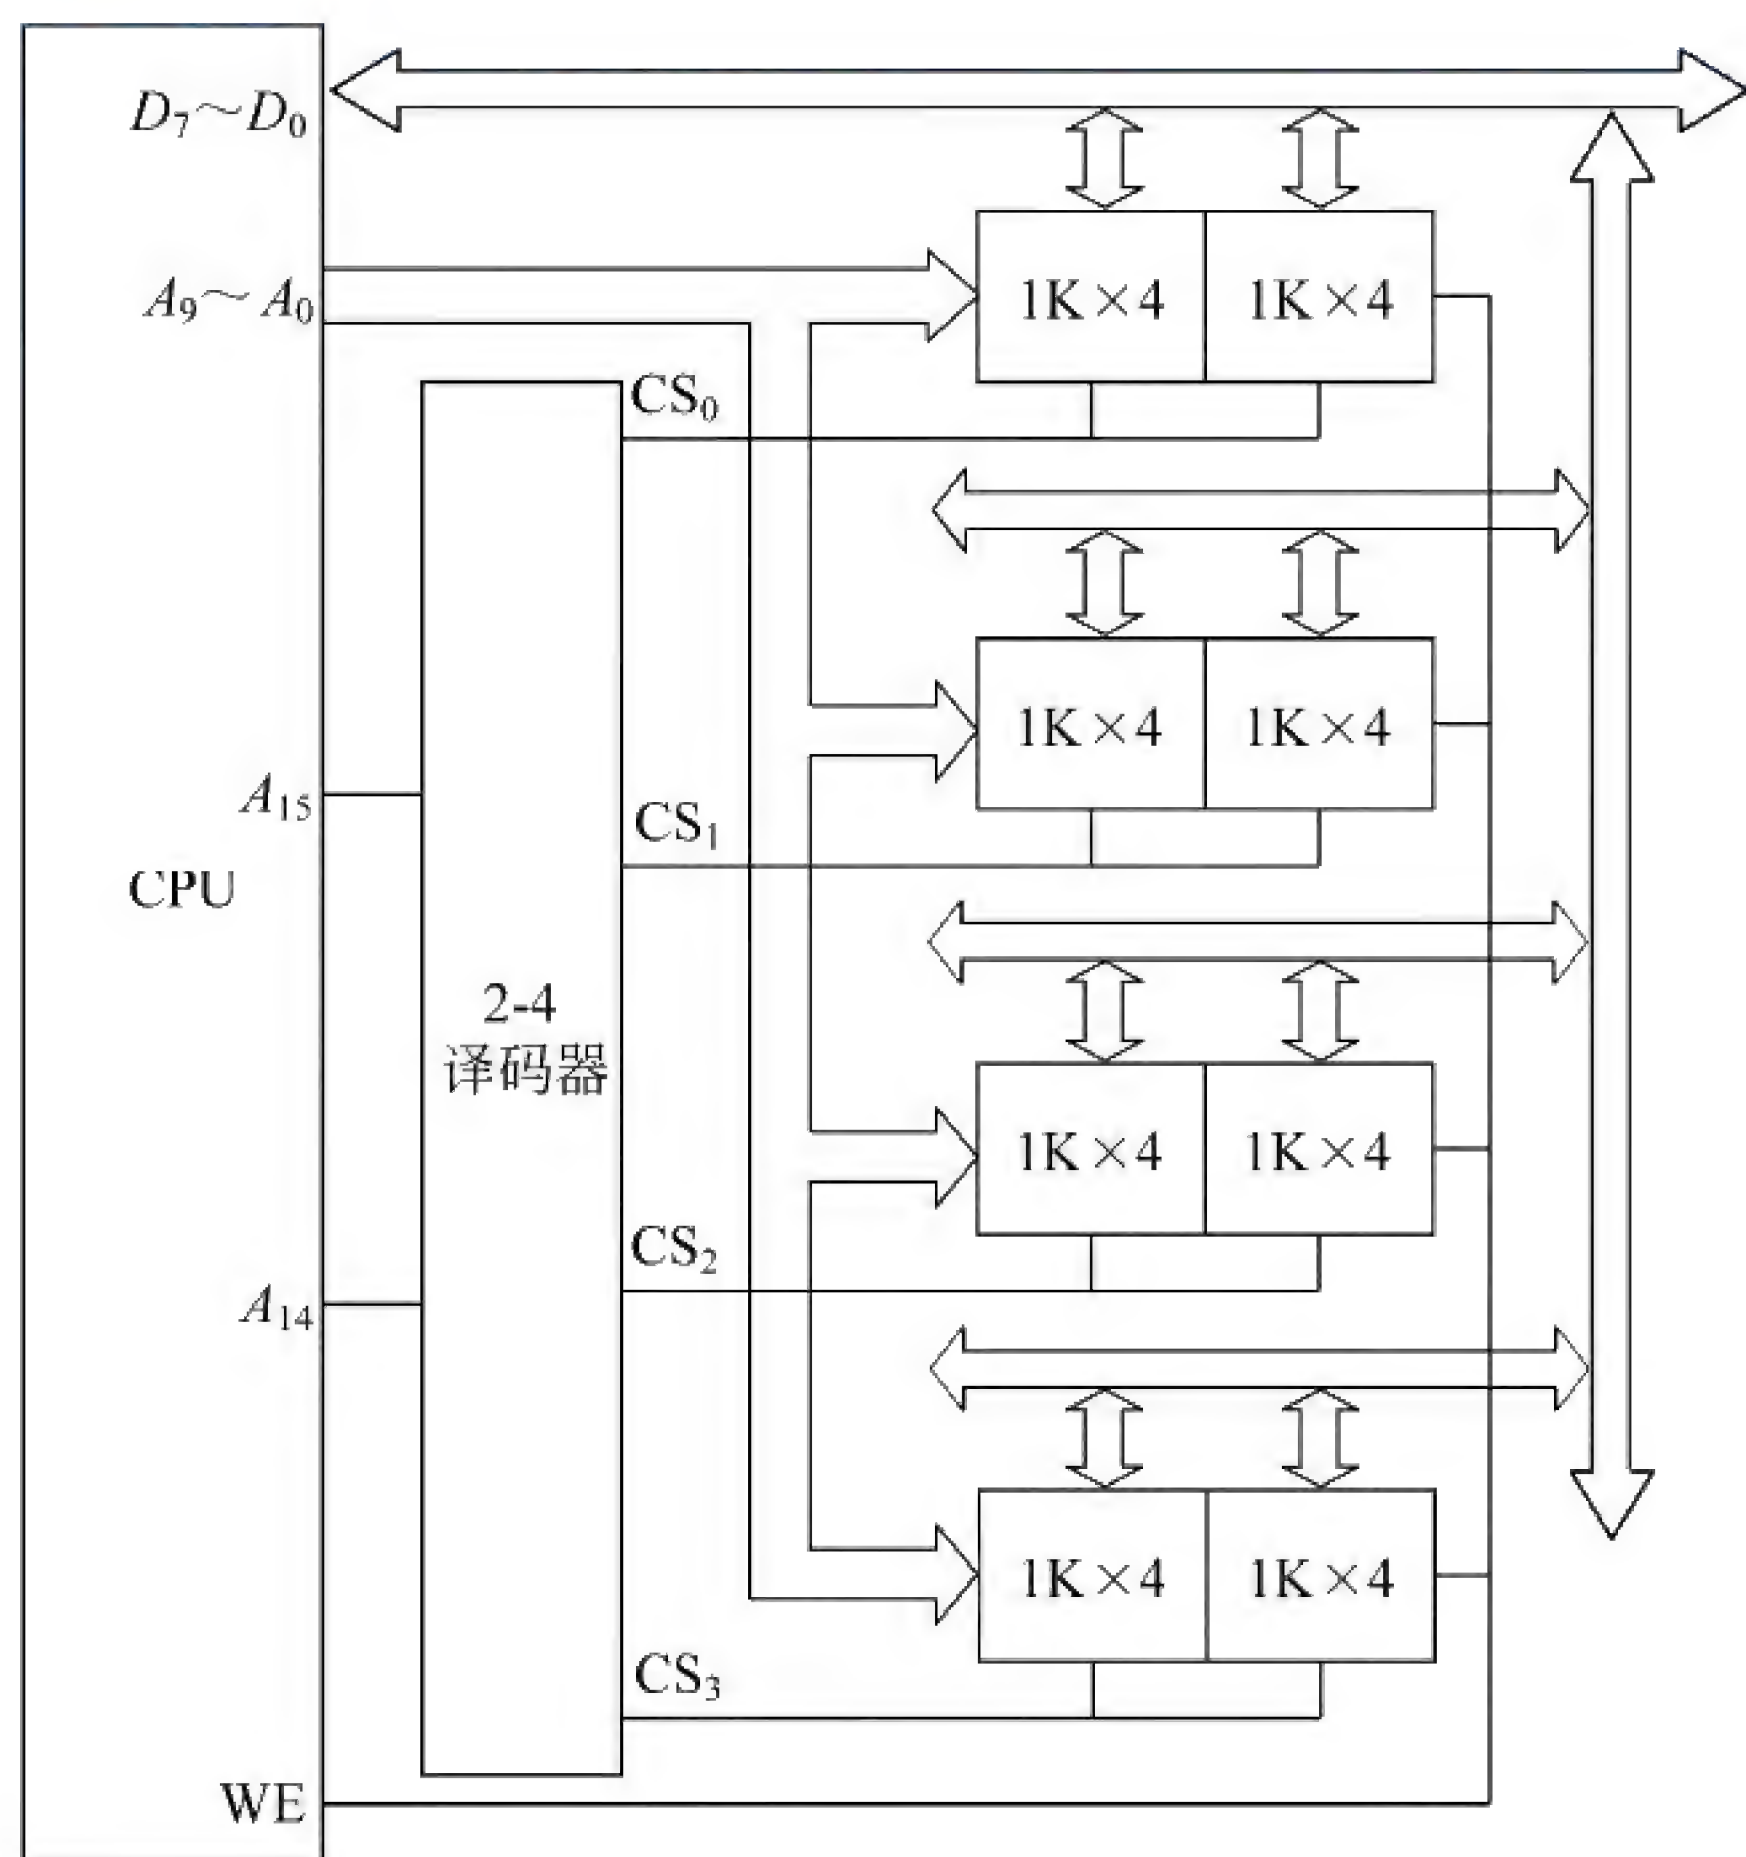 D₇～D₀
A₉～A₀
1K×4 1K×4
CS₀
1K×4 1K×4
A₁₅
CS₁
CPU
2-4
译码器
1K×4 1K×4
CS₂
A₁₄
1K×4 1K×4
CS₃
WE